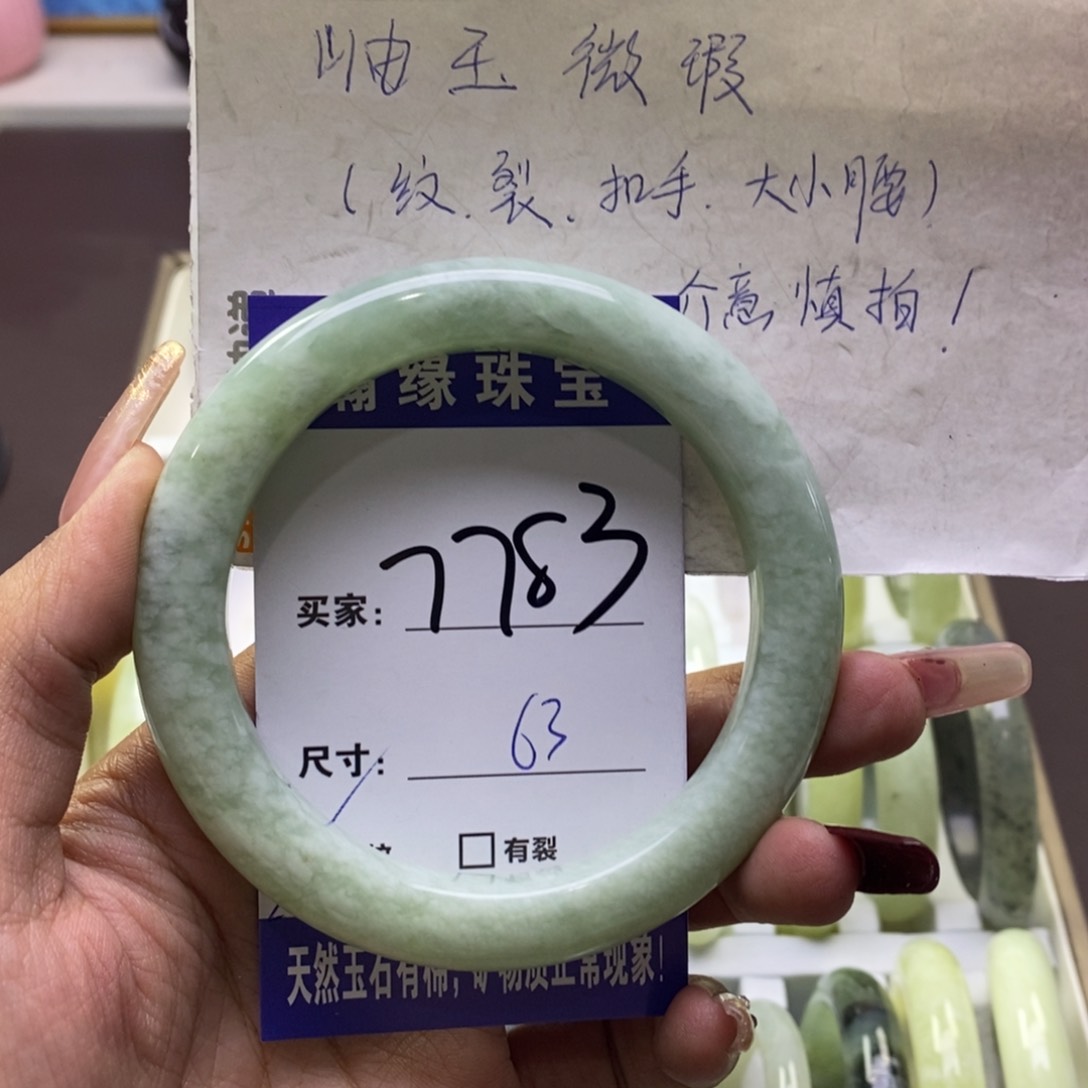 岫玉微瑕
(纹.裂.扣手.大小腰)
介意慎拍!
缘珠宝
买家: 7783
尺寸: 63
□有裂
天然玉石有棉,矿物质正常现象!